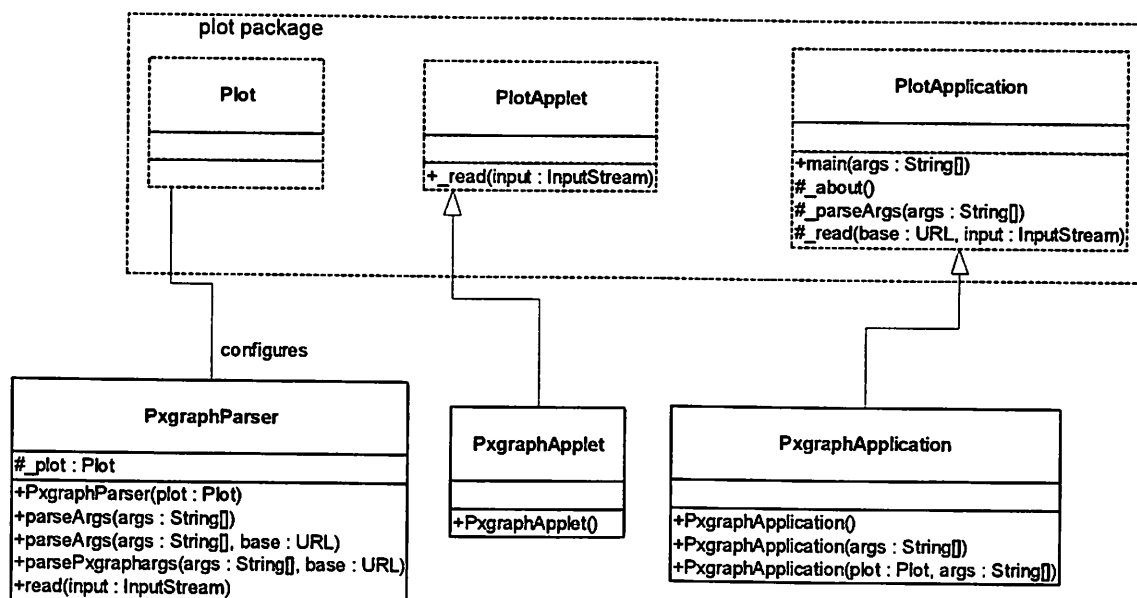 plot package
Plot
PlotApplet
+_read(input : InputStream)
PlotApplication
+main(args : String[])
#_about()
#_parseArgs(args : String[])
#_read(base : URL, input : InputStream)
configures
PxgraphParser
#_plot : Plot
+PxgraphParser(plot : Plot)
+parseArgs(args : String[])
+parseArgs(args : String[], base : URL)
+parsePxgraphargs(args : String[], base : URL)
+read(input : InputStream)
PxgraphApplet
+PxgraphApplet()
PxgraphApplication
+PxgraphApplication()
+PxgraphApplication(args : String[])
+PxgraphApplication(plot : Plot, args : String[])